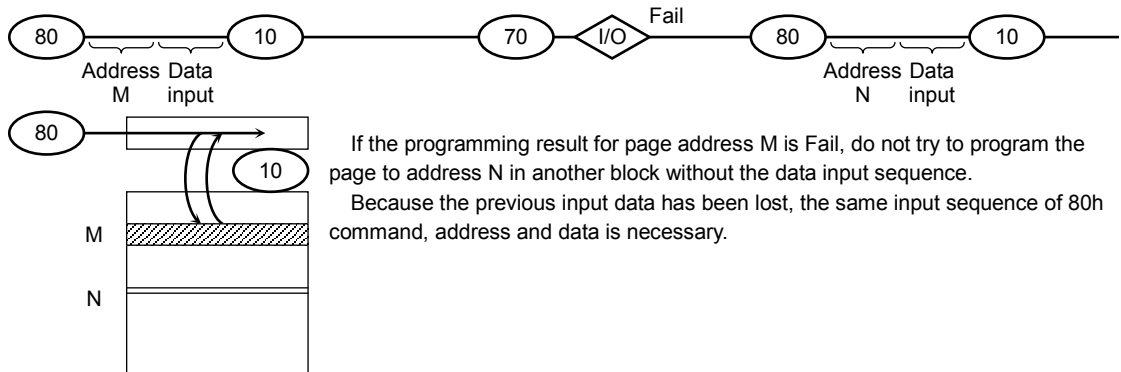 Fail
80 10 70 I/O 80 10
Address Data Address Data
M input N input
80
10
If the programming result for page address M is Fail, do not try to program the
page to address N in another block without the data input sequence.
Because the previous input data has been lost, the same input sequence of 80h
command, address and data is necessary.
M
N